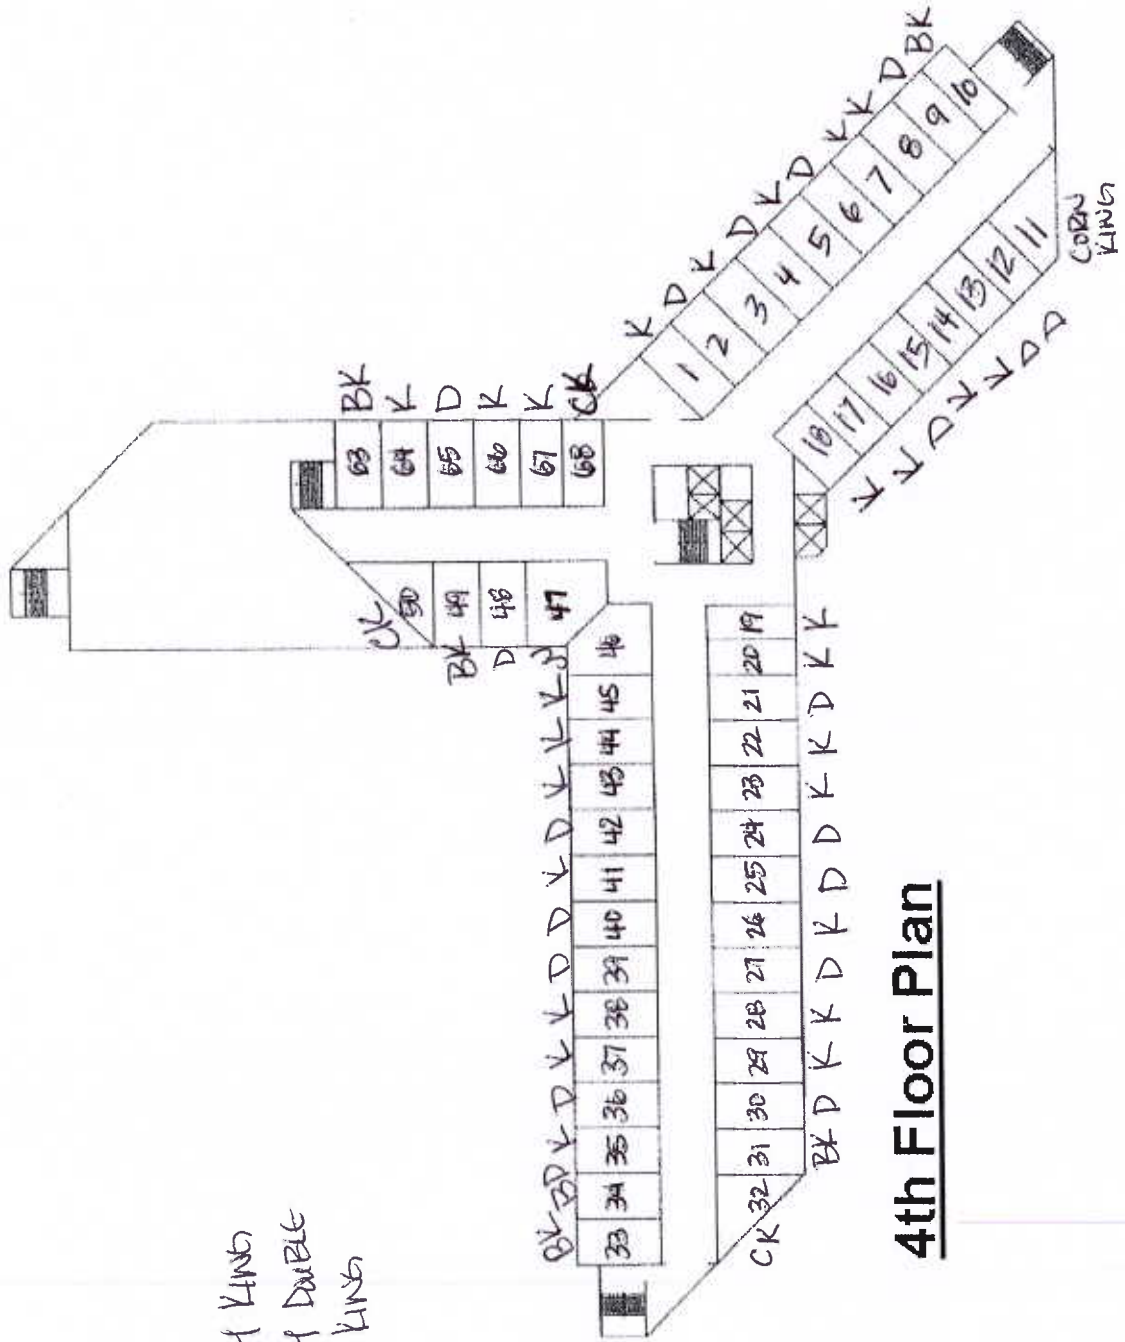 4th Floor Plan
KING
DOUBLE
KING
BK
K
D
K
K
CK
63
64
65
66
67
68
CK
BK
D
50
49
48
47
K D K D K D K K D BK
1 2 3 4 5 6 7 8 9 10
18 17 16 15 14 13 12 11
K K D K K D D
CORN
KING
BK K D K K D D K D K K K
33 34 35 36 37 38 39 40 41 42 43 44 45 46
32 31 30 29 28 27 26 25 24 23 22 21 20 19
CK BK D K K D K D D K K D K K